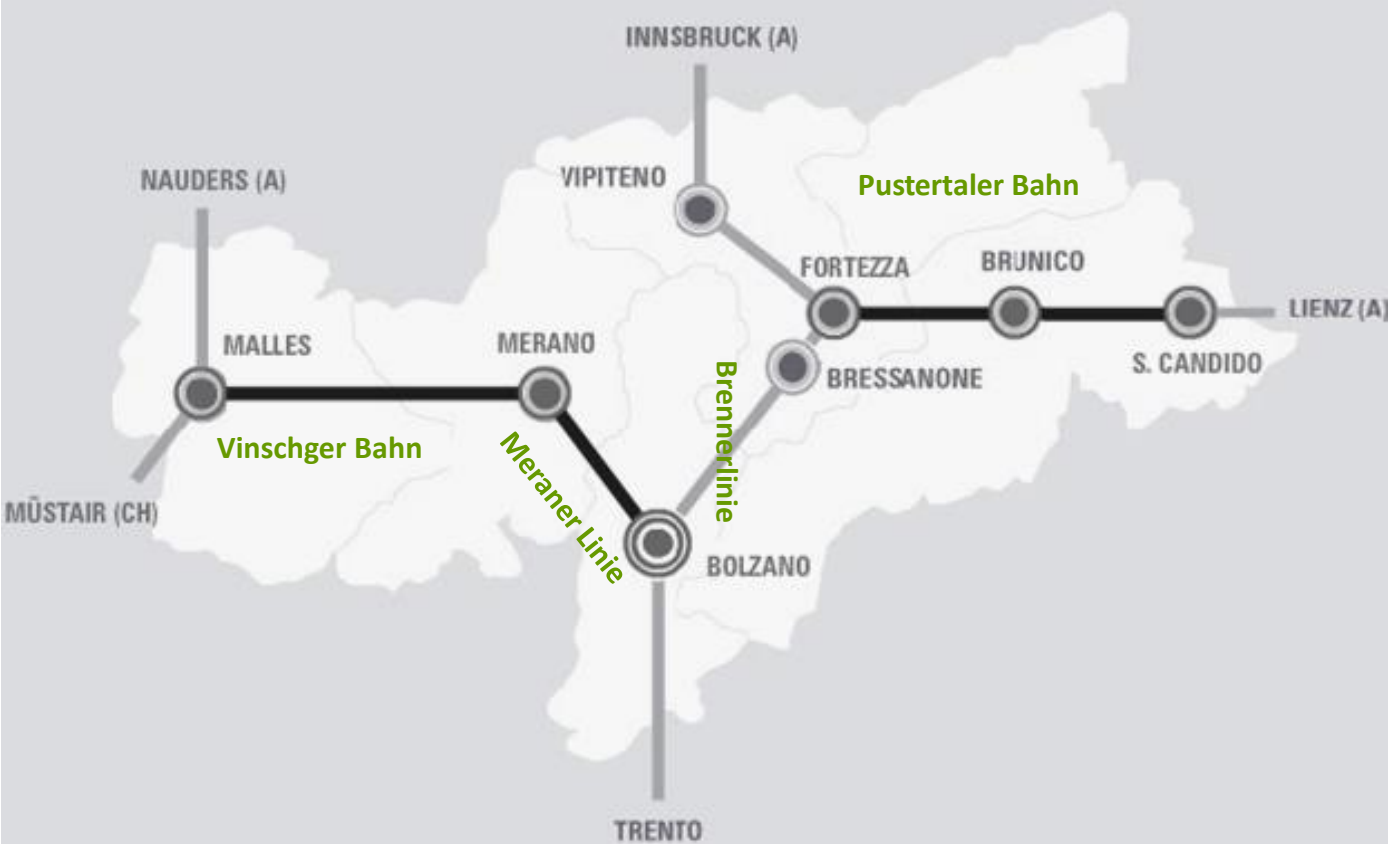 INNSBRUCK (A)
NAUDERS (A)
VIPITENO
Pustertaler Bahn
FORTEZZA
BRUNICO
LIENZ (A)
MALLES
MERANO
S. CANDIDO
BRESSANONE
Brennerlinie
Vinschger Bahn
Meraner Linie
MÜSTAIR (CH)
BOLZANO
TRENTO